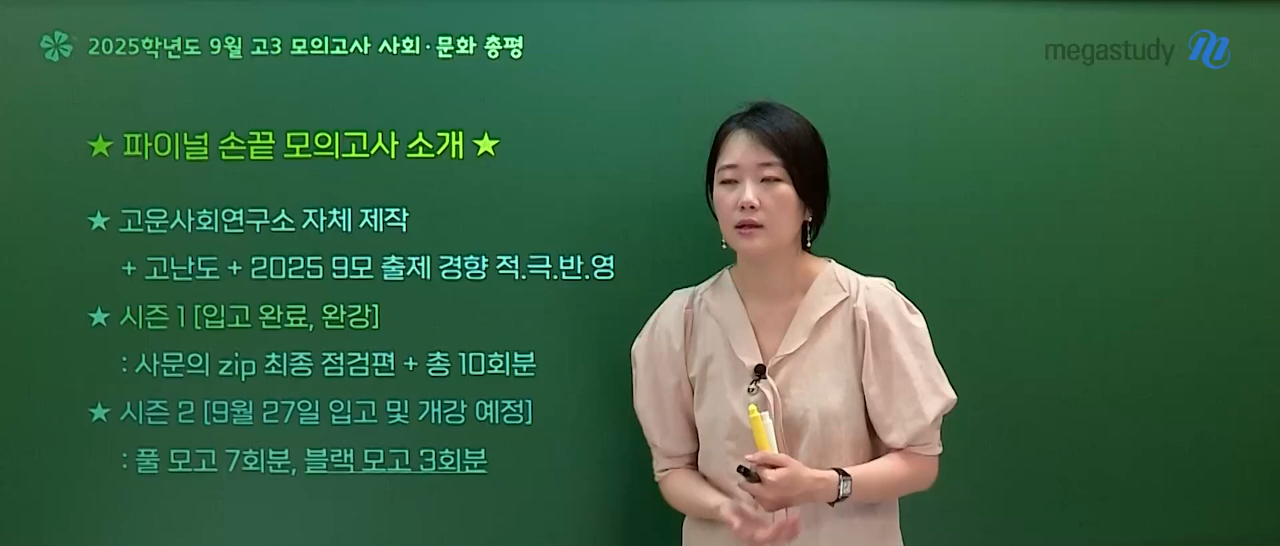 2025학년도 9월 고3 모의고사 사회·문화 총평
megastudy
★ 파이널 손끝 모의고사 소개 ★
★ 고운사회연구소 자체 제작
+ 고난도 + 2025 9모 출제 경향 적.극.반.영
★ 시즌 1 [입고 완료, 완강]
: 사문의 zip 최종 점검편 + 총 10회분
★ 시즌 2 [9월 27일 입고 및 개강 예정]
: 풀 모고 7회분, 블랙 모고 3회분